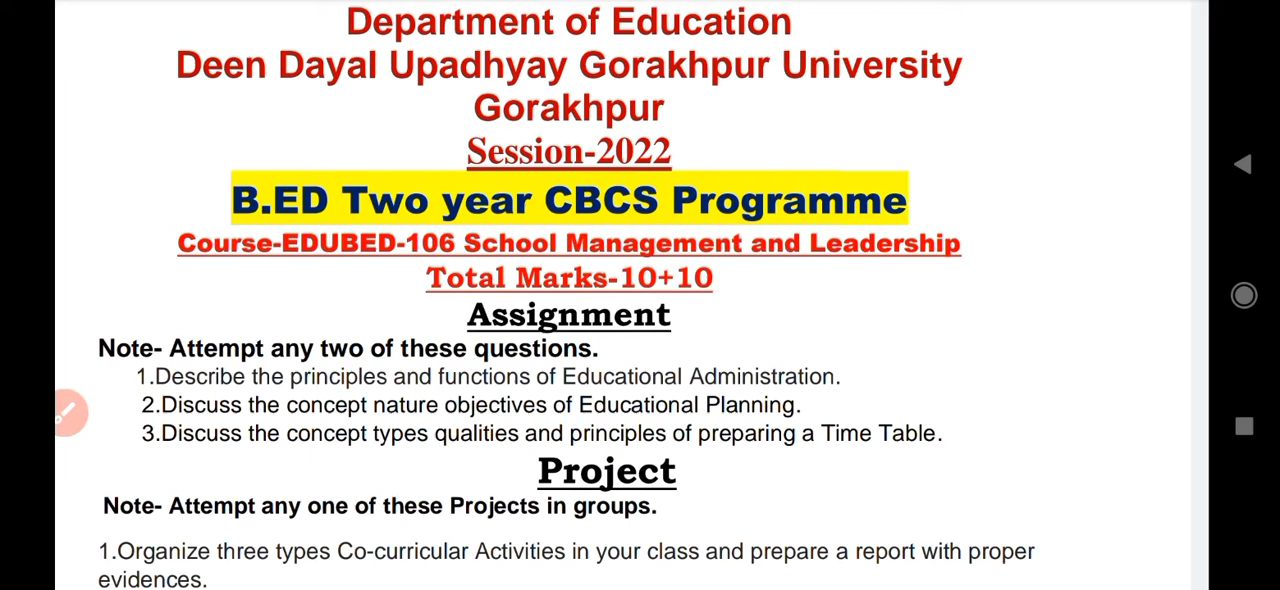 Department of Education
Deen Dayal Upadhyay Gorakhpur University
Gorakhpur
Session-2022
B.ED Two year CBCS Programme
Course-EDUBED-106 School Management and Leadership
Total Marks-10+10
Assignment
Note- Attempt any two of these questions.
1.Describe the principles and functions of Educational Administration.
2.Discuss the concept nature objectives of Educational Planning.
3.Discuss the concept types qualities and principles of preparing a Time Table.
Project
Note- Attempt any one of these Projects in groups.
1.Organize three types Co-curricular Activities in your class and prepare a report with proper
evidences.